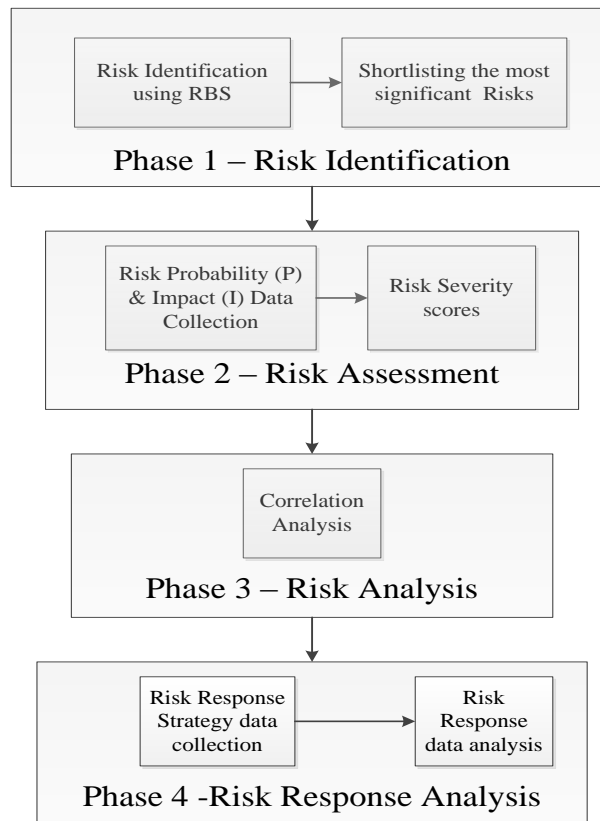 Risk Identification
using RBS
Shortlisting the most
significant Risks
Phase 1 – Risk Identification
Risk Probability (P)
& Impact (I) Data
Collection
Risk Severity
scores
Phase 2 – Risk Assessment
Correlation
Analysis
Phase 3 – Risk Analysis
Risk Response
Strategy data
collection
Risk
Response
data analysis
Phase 4 -Risk Response Analysis